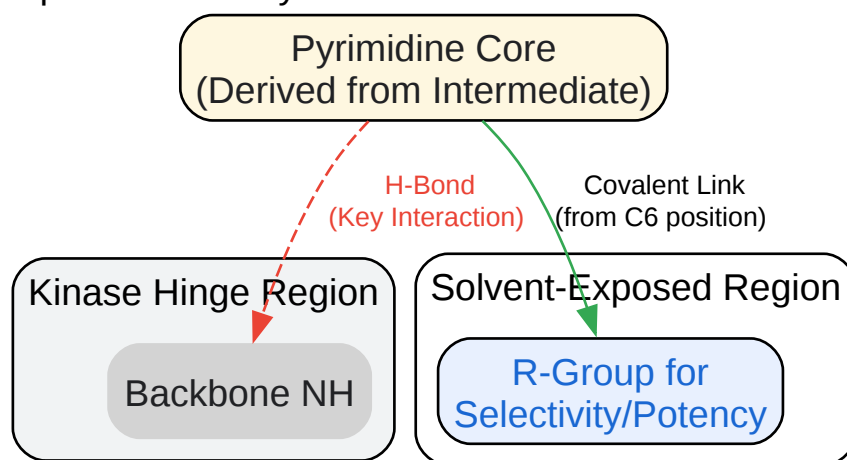 Pyrimidine Core
(Derived from Intermediate)
H-Bond
(Key Interaction)
Covalent Link
(from C6 position)
Kinase Hinge Region
Backbone NH
Solvent-Exposed Region
R-Group for
Selectivity/Potency